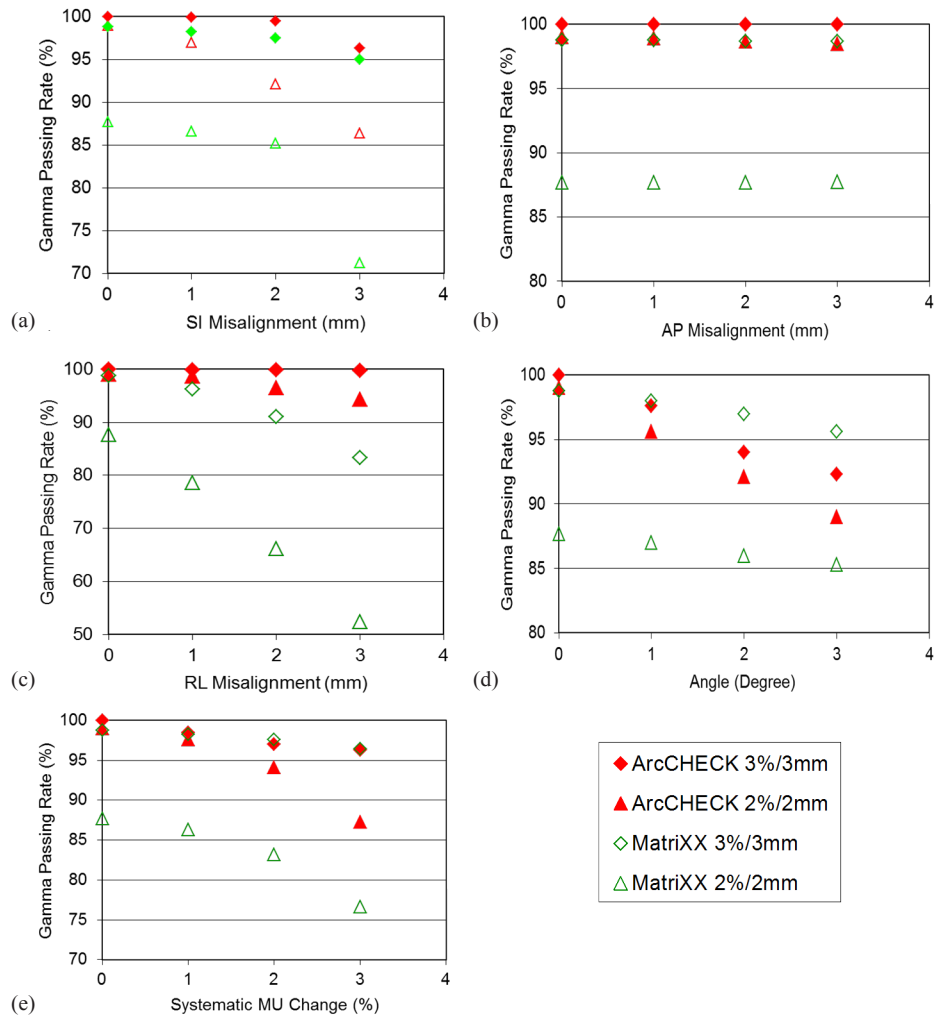 100
95
90
85
80
75
70
Gamma Passing Rate (%)
0 1 2 3 4
SI Misalignment (mm)
(a)
100
95
90
85
80
Gamma Passing Rate (%)
0 1 2 3 4
AP Misalignment (mm)
(b)
100
90
80
70
60
50
Gamma Passing Rate (%)
0 1 2 3 4
RL Misalignment (mm)
(c)
100
95
90
85
80
Gamma Passing Rate (%)
0 1 2 3 4
Angle (Degree)
(d)
100
95
90
85
80
75
70
Gamma Passing Rate (%)
0 1 2 3 4
Systematic MU Change (%)
(e)
ArcCHECK 3%/3mm
ArcCHECK 2%/2mm
MatriXX 3%/3mm
MatriXX 2%/2mm